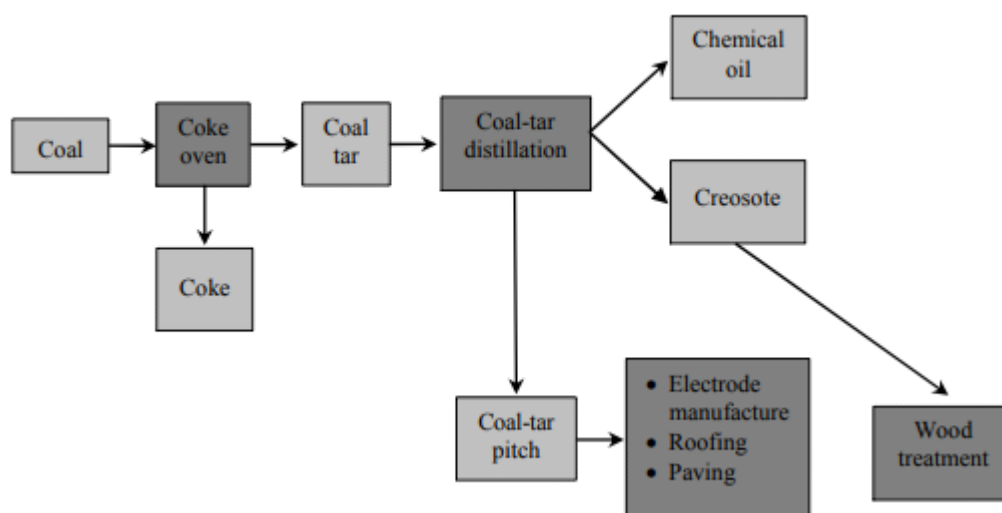 Chemical
oil
Coal
Coke
oven
Coal
tar
Coal-tar
distillation
Creosote
Coke
Coal-tar
pitch
• Electrode
manufacture
• Roofing
• Paving
Wood
treatment